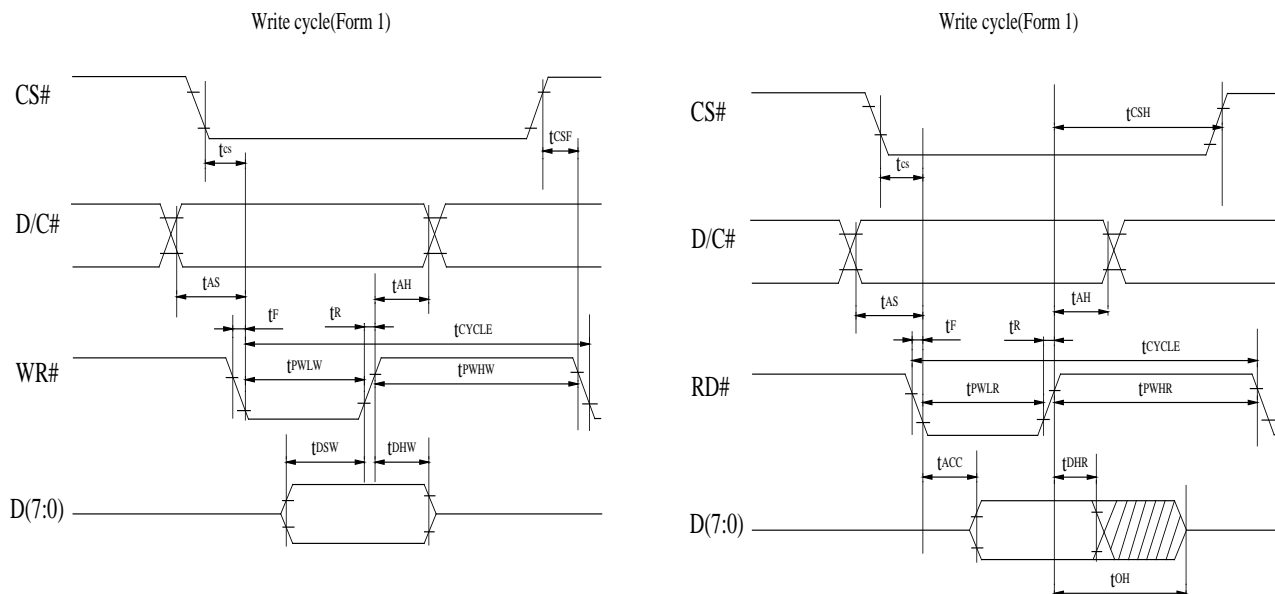 Write cycle(Form 1)
CS#
tcs
tCSF
D/C#
tAS
tAH
tF
tR
tCYCLE
WR#
tPWLW
tPWHW
tDSW
tDHW
D(7:0)
Write cycle(Form 1)
CS#
tCSH
tcs
D/C#
tAS
tAH
tF
tR
tCYCLE
RD#
tPWLR
tPWHR
tACC
tDHR
D(7:0)
tOH